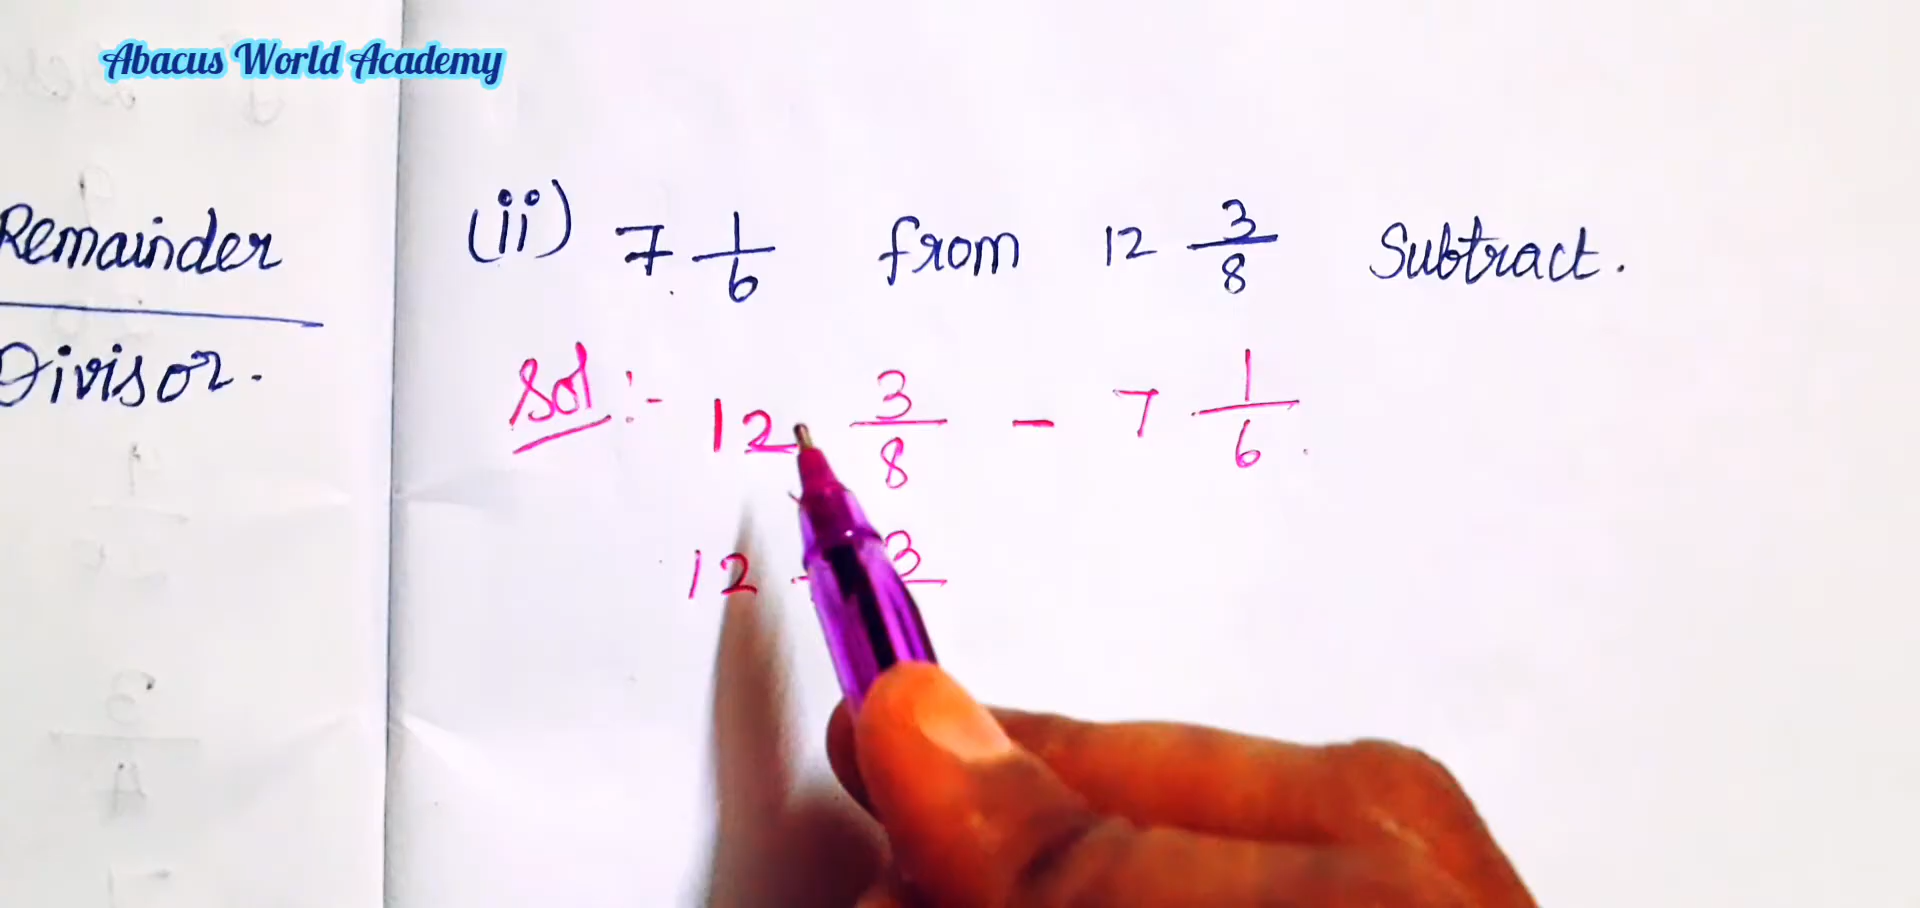 Abacus World Academy
Remainder
Divisor.
(ii) 7 1/6 from 12 3/8 Subtract.
Sol :- 12 3/8 - 7 1/6
12 3